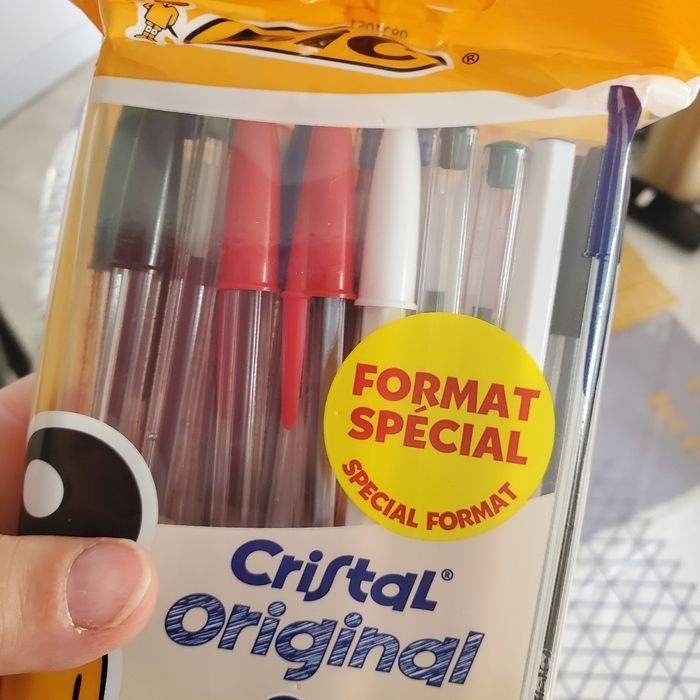 BIC®
FORMAT
SPÉCIAL
SPECIAL FORMAT
Cristal®
Original